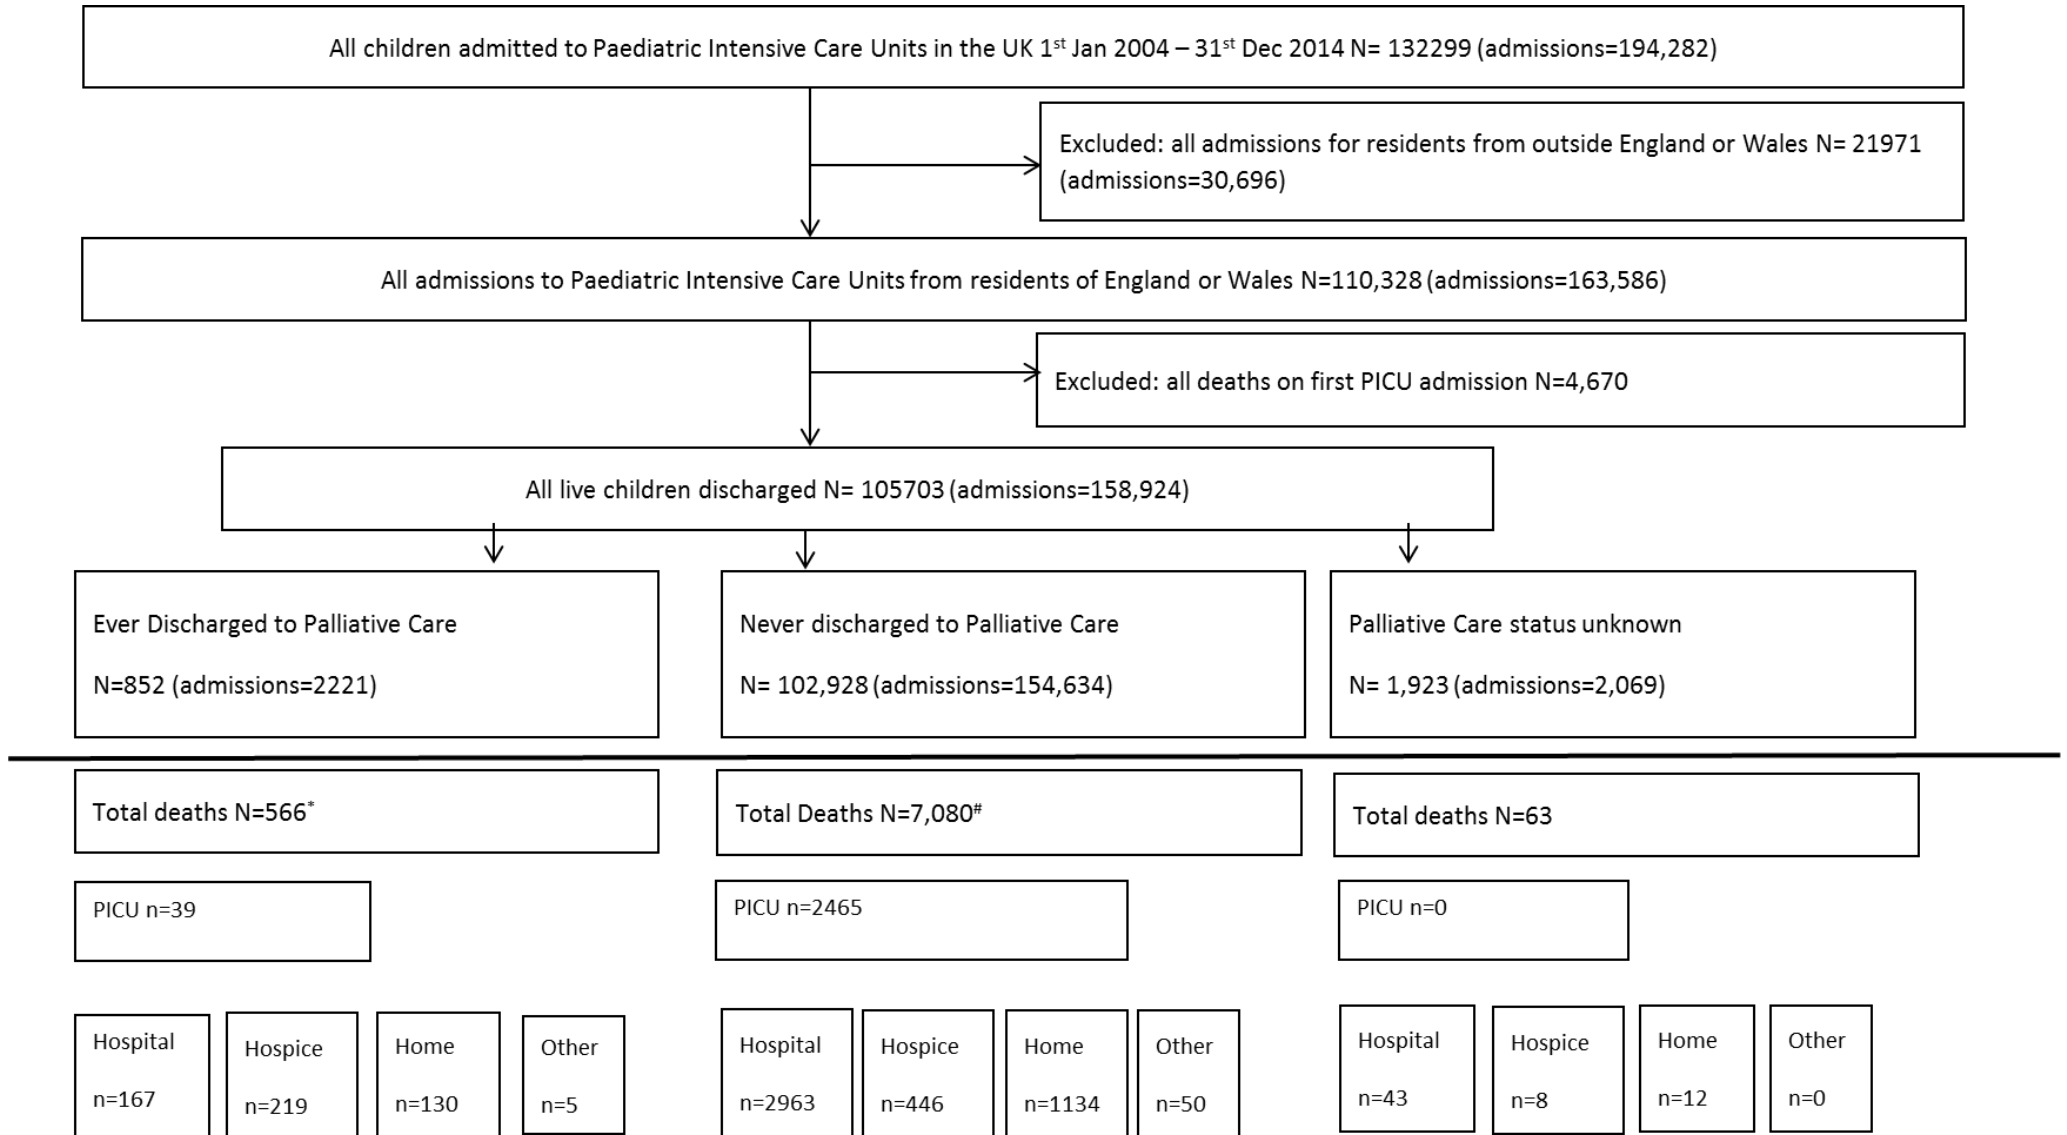 All children admitted to Paediatric Intensive Care Units in the UK 1st Jan 2004 – 31st Dec 2014 N= 132299 (admissions=194,282)
Excluded: all admissions for residents from outside England or Wales N= 21971
(admissions=30,696)
All admissions to Paediatric Intensive Care Units from residents of England or Wales N=110,328 (admissions=163,586)
Excluded: all deaths on first PICU admission N=4,670
All live children discharged N= 105703 (admissions=158,924)
Ever Discharged to Palliative Care
N=852 (admissions=2221)
Never discharged to Palliative Care
N= 102,928 (admissions=154,634)
Palliative Care status unknown
N= 1,923 (admissions=2,069)
Total deaths N=566*
Total Deaths N=7,080#
Total deaths N=63
PICU n=39
PICU n=2465
PICU n=0
Hospital
n=167
Hospice
n=219
Home
n=130
Other
n=5
Hospital
n=2963
Hospice
n=446
Home
n=1134
Other
n=50
Hospital
n=43
Hospice
n=8
Home
n=12
Other
n=0